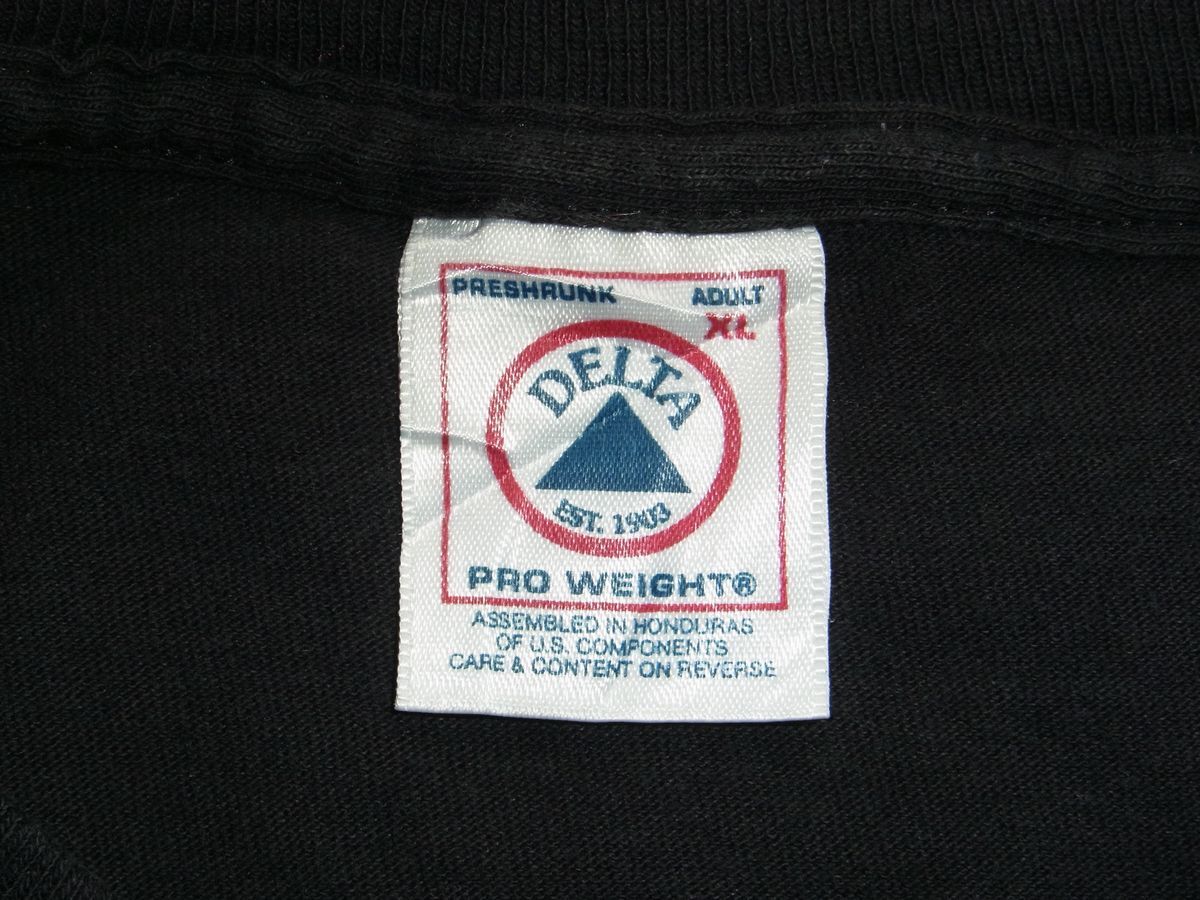 PRESHRUNK ADULT
XL
DELTA
EST. 1903
PRO WEIGHT®
ASSEMBLED IN HONDURAS
OF U.S. COMPONENTS
CARE & CONTENT ON REVERSE